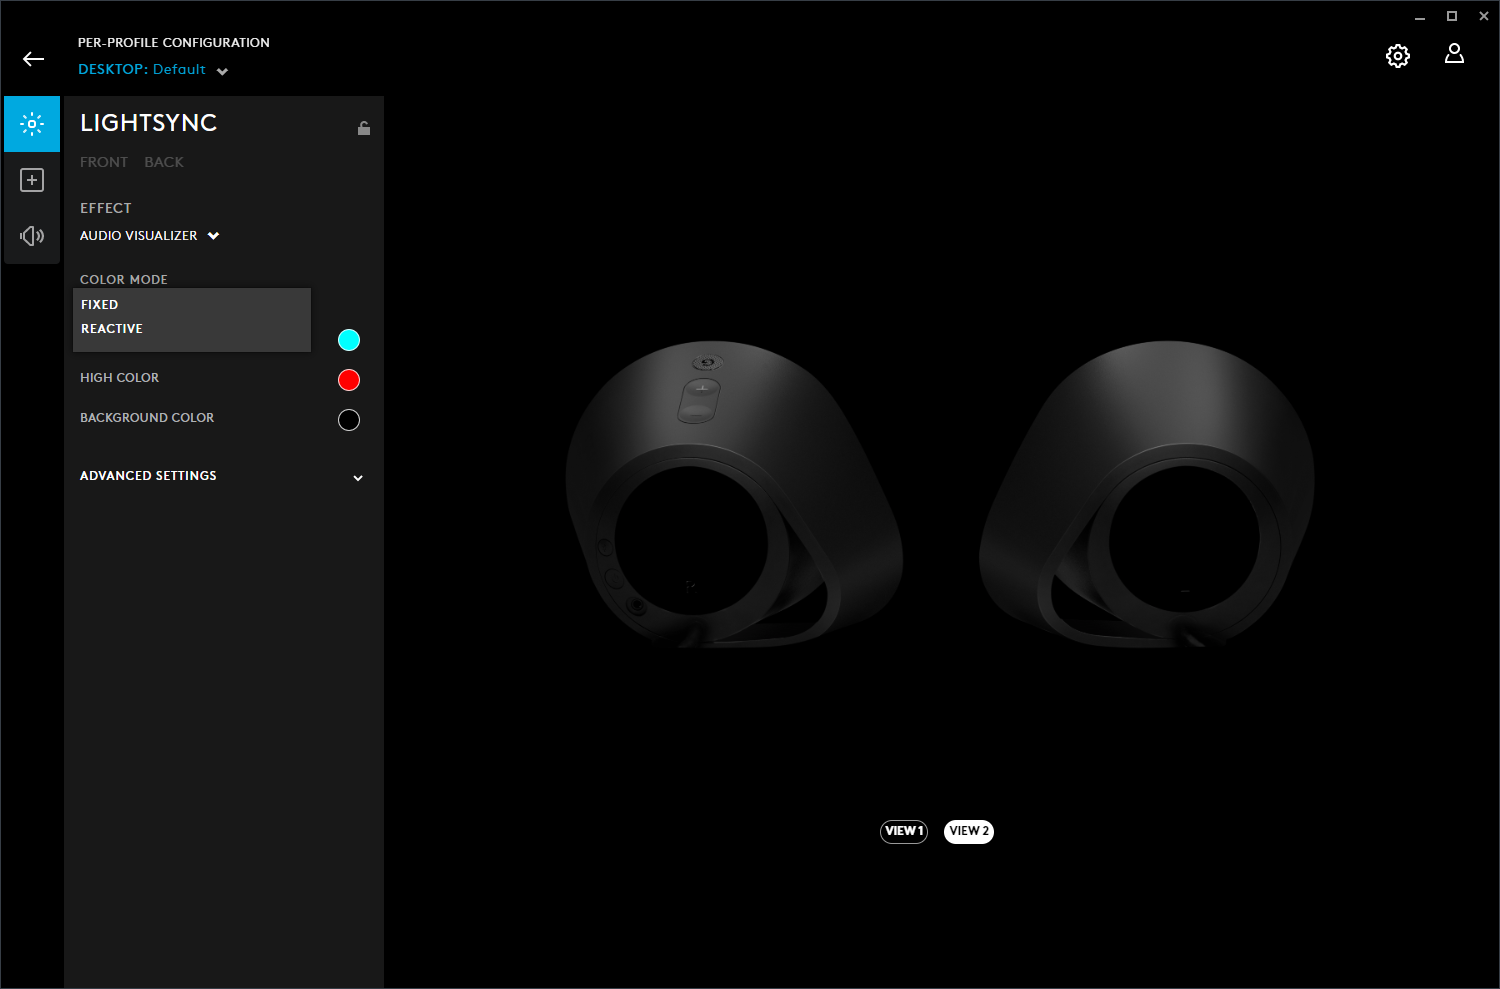 PER-PROFILE CONFIGURATION
DESKTOP: Default
LIGHTSYNC
FRONT BACK
EFFECT
AUDIO VISUALIZER
COLOR MODE
FIXED
REACTIVE
HIGH COLOR
BACKGROUND COLOR
ADVANCED SETTINGS
VIEW 1 VIEW 2